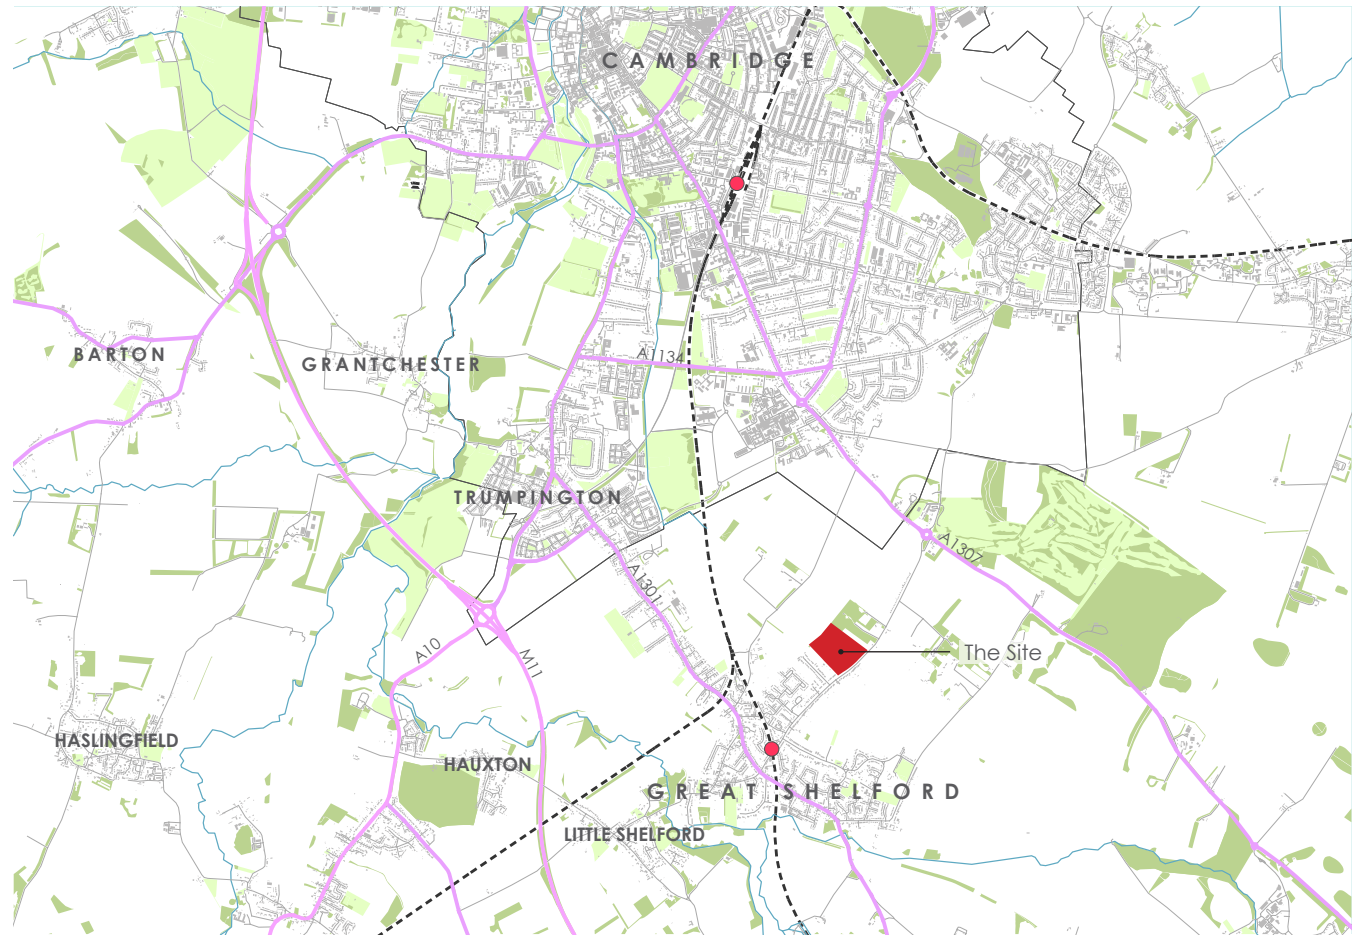 CAMBRIDGE
BARTON
GRANTCHESTER
A1134
TRUMPINGTON
A1307
A1301
A10
M11
The Site
HASLINGFIELD
HAUXTON
GREAT SHELFORD
LITTLE SHELFORD